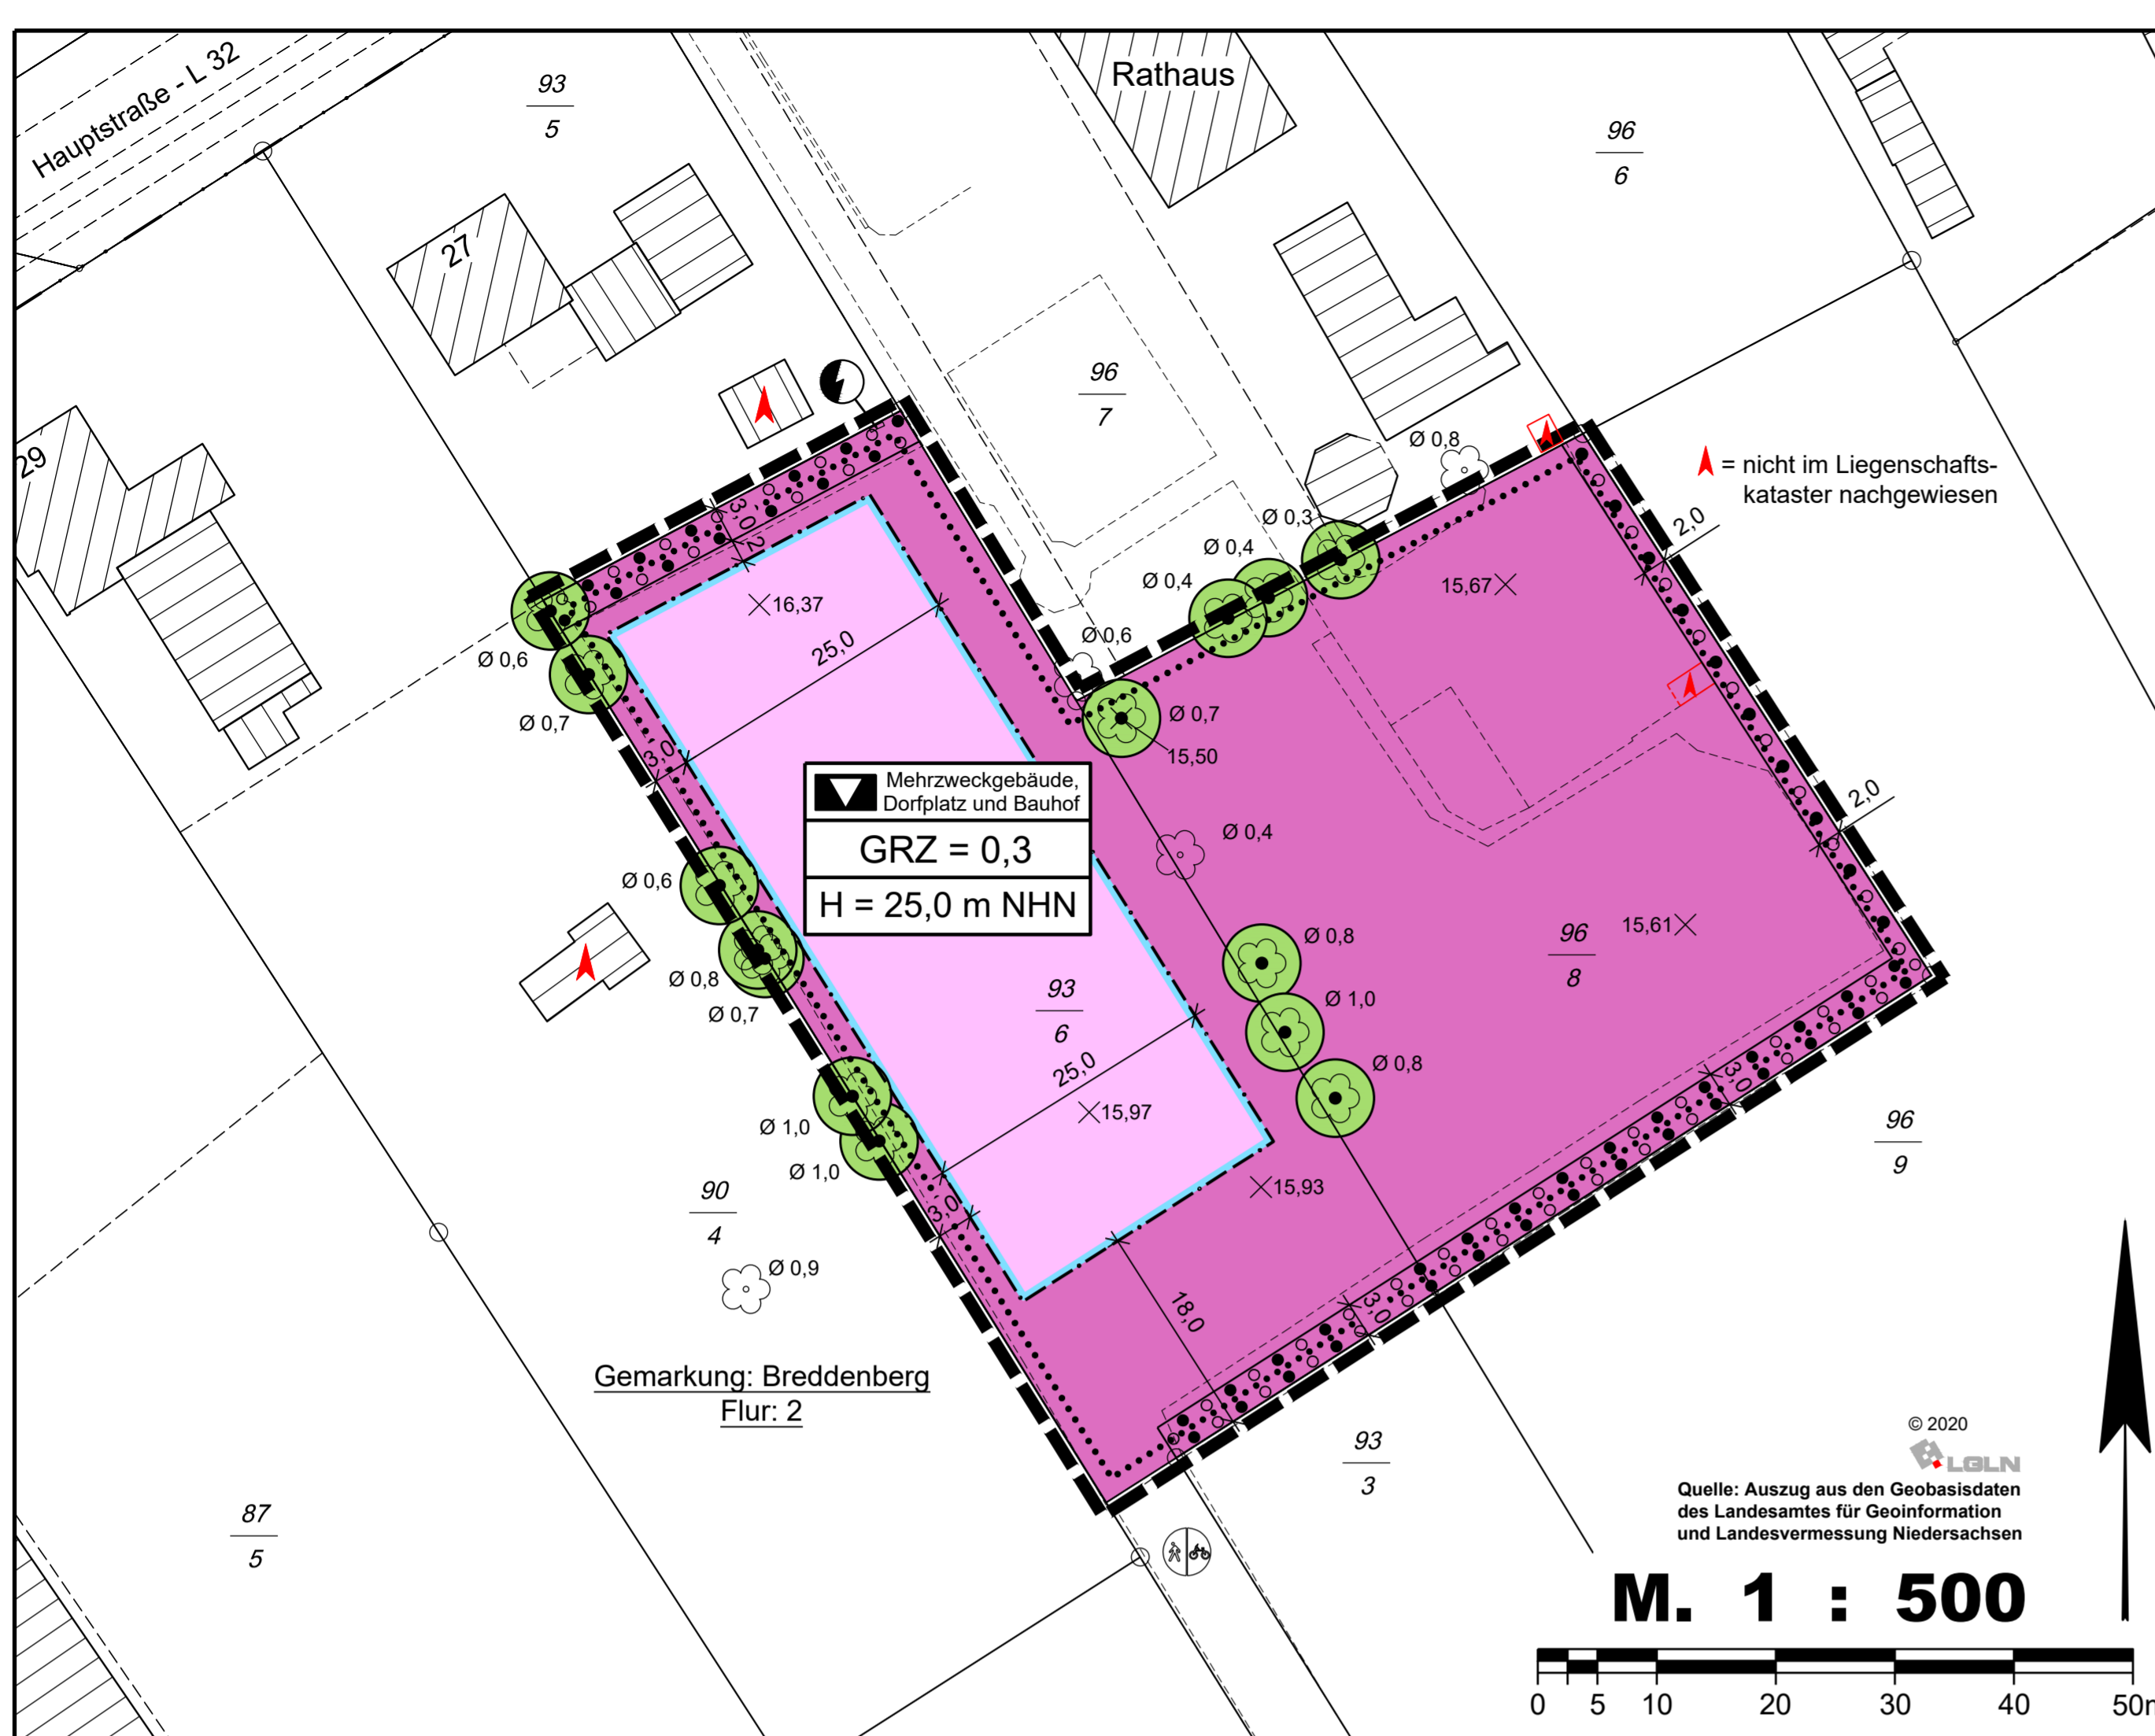 Hauptstraße - L 32
93
5
Rathaus
96
6
27
29
96
7
Ø 0,8
= nicht im Liegenschafts-
kataster nachgewiesen
Ø 0,3
Ø 0,4
Ø 0,4
Ø 0,6
3,0
2
2,0
15,67
16,37
25,0
Ø 0,6
Ø 0,7
Ø 0,7
15,50
3,0
Mehrzweckgebäude,
Dorfplatz und Bauhof
GRZ = 0,3
H = 25,0 m NHN
2,0
Ø 0,4
Ø 0,6
15,61
96
8
Ø 0,8
Ø 0,8
Ø 0,7
93
6
Ø 1,0
Ø 0,8
25,0
3,0
15,97
Ø 1,0
Ø 1,0
96
9
15,93
90
4
3,0
Ø 0,9
18,0
3,0
Gemarkung: Breddenberg
Flur: 2
93
3
87
5
© 2020
LGLN
Quelle: Auszug aus den Geobasisdaten
des Landesamtes für Geoinformation
und Landesvermessung Niedersachsen
M. 1 : 500
0 5 10 20 30 40 50m